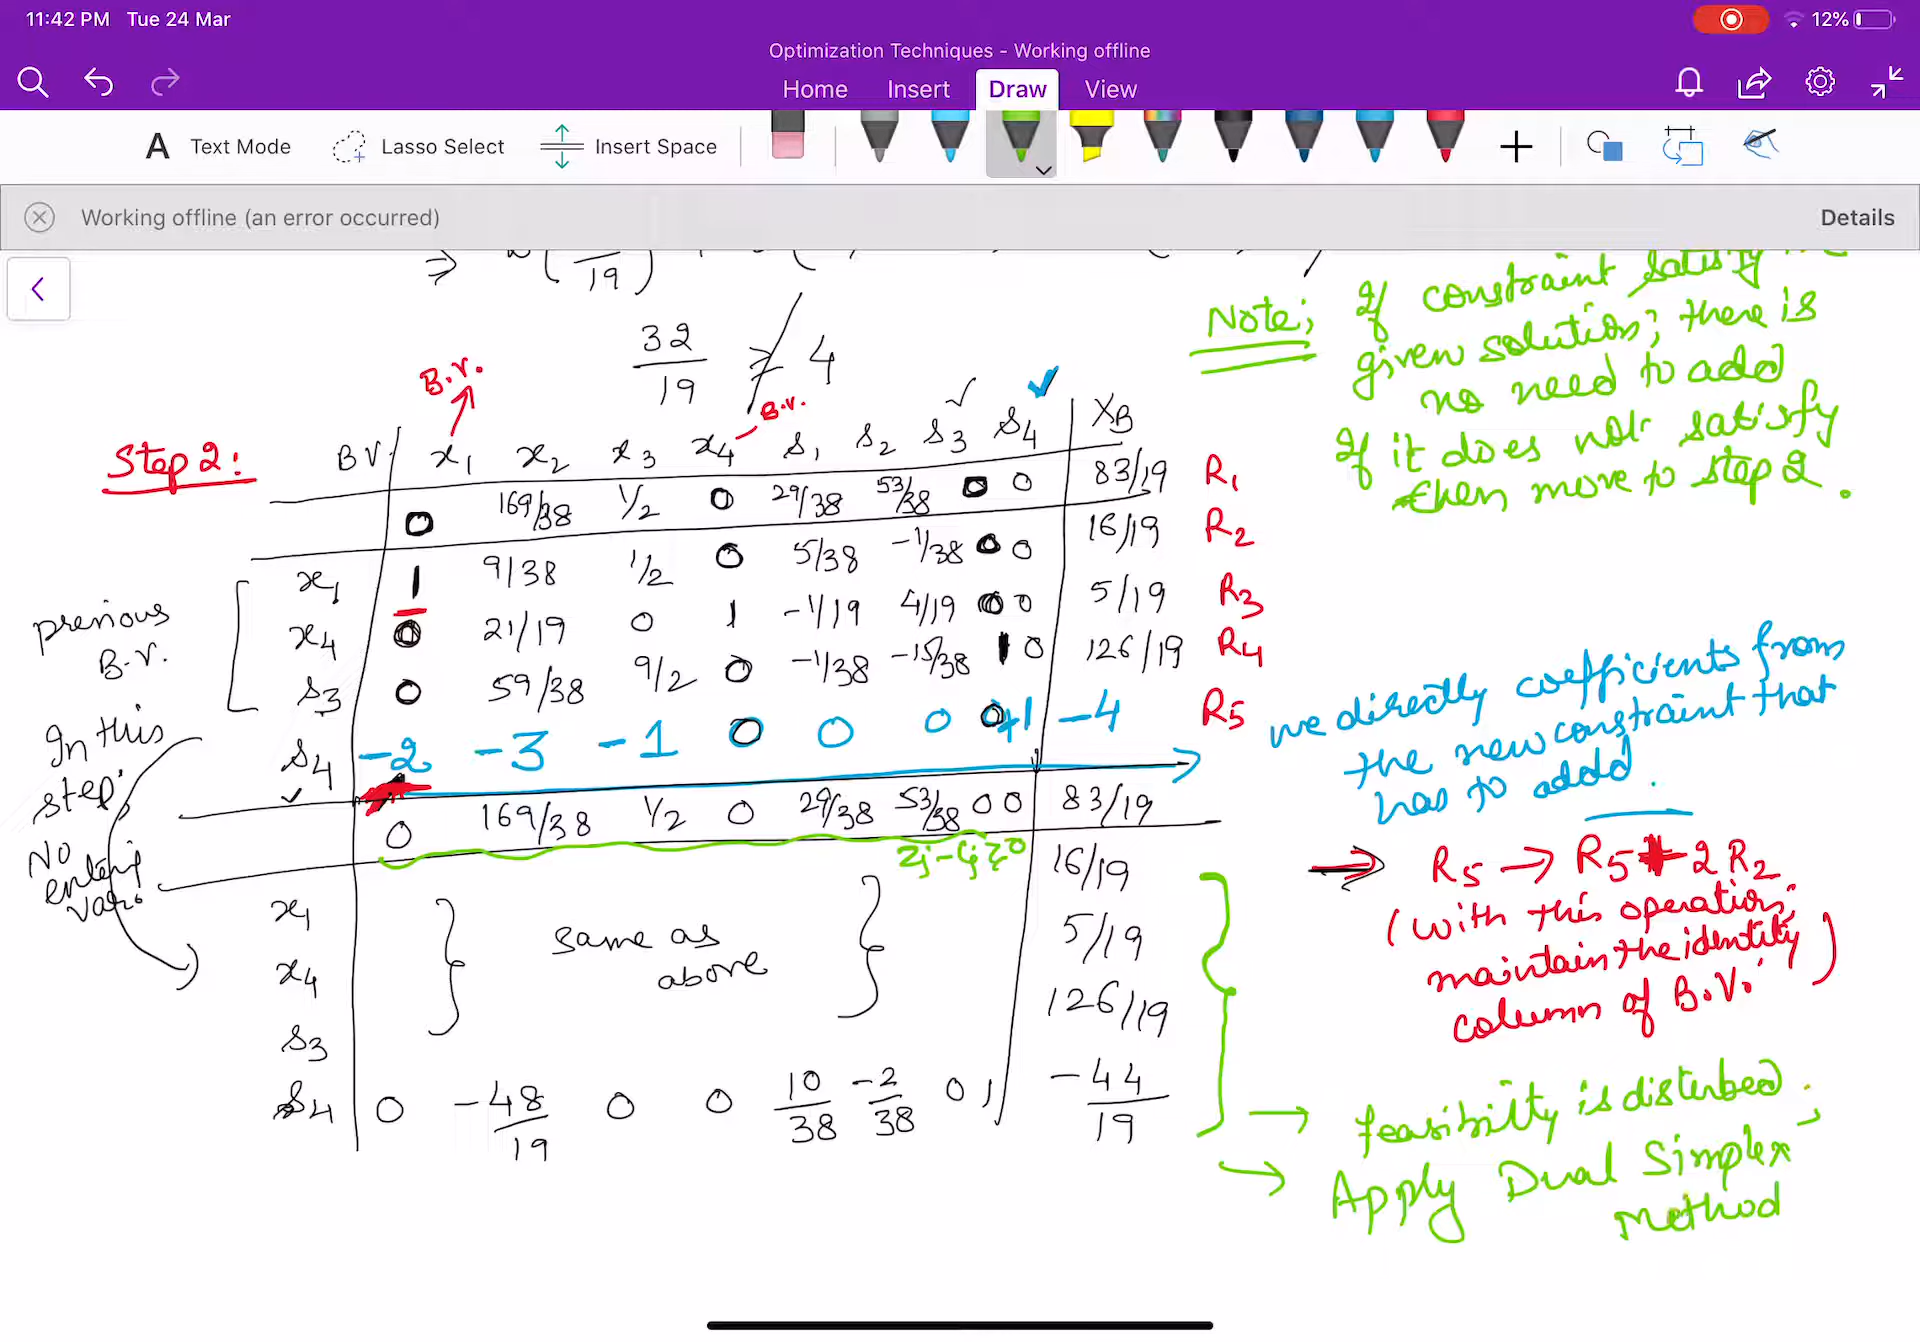 11:42 PM Tue 24 Mar
12%
Optimization Techniques - Working offline
Home Insert Draw View
A Text Mode Lasso Select Insert Space
Working offline (an error occurred)
Details
⇒
19
32/19 ≱ 4
Note; If constraint satisfy
given solution; there is
no need to add
If it does not satisfy
then move to step 2.
Step 2:
B.V.
B.V.
BV x1 x2 x3 x4 s1 s2 s3 s4 XB
0 169/38 1/2 0 29/38 53/38 0 0 83/19 R1
x1 1 9/38 1/2 0 5/38 -1/38 0 0 16/19 R2
x4 0 21/19 0 1 -1/19 4/19 0 0 5/19 R3
s3 0 59/38 9/2 0 -1/38 -15/38 1 0 126/19 R4
s4 -2 -3 -1 0 0 0 0 +1 -4 R5
previous
B.V.
In this
step;
No
entering
var.
we directly coefficients from
the new constraint that
has to addd.
0 169/38 1/2 0 29/38 53/38 0 0 83/19
zj-cj≥0
x1 16/19
x4 same as above 5/19
s3 126/19
s4 0 -48/19 0 0 10/38 -2/38 0 1 -44/19
⇒ R5 → R5 + 2R2
(with this operation,
maintain the identity
column of B.V.)
→ feasibility is disturbed.
→ Apply Dual Simplex
Method